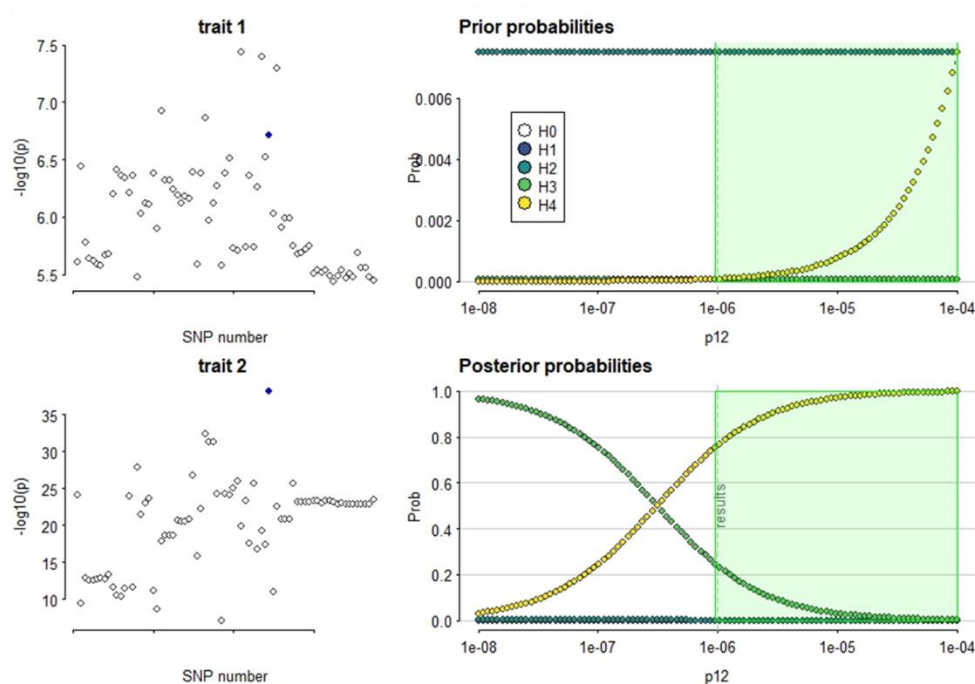 trait 1
7.5
7.0
6.5
6.0
5.5
-log10(p)
SNP number
Prior probabilities
0.006
0.004
0.002
0.000
Prob
H0
H1
H2
H3
H4
1e-08 1e-07 1e-06 1e-05 1e-04
p12
trait 2
35
30
25
20
15
10
-log10(p)
SNP number
Posterior probabilities
1.0
0.8
0.6
0.4
0.2
0.0
Prob
results
1e-08 1e-07 1e-06 1e-05 1e-04
p12